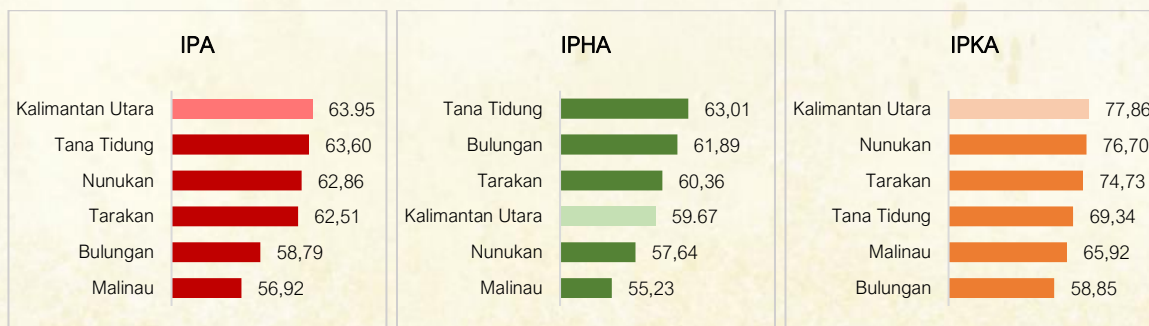 IPA
Kalimantan Utara 63.95
Tana Tidung 63,60
Nunukan 62,86
Tarakan 62,51
Bulungan 58,79
Malinau 56,92
IPHA
Tana Tidung 63,01
Bulungan 61,89
Tarakan 60,36
Kalimantan Utara 59.67
Nunukan 57,64
Malinau 55,23
IPKA
Kalimantan Utara 77,86
Nunukan 76,70
Tarakan 74,73
Tana Tidung 69,34
Malinau 65,92
Bulungan 58,85